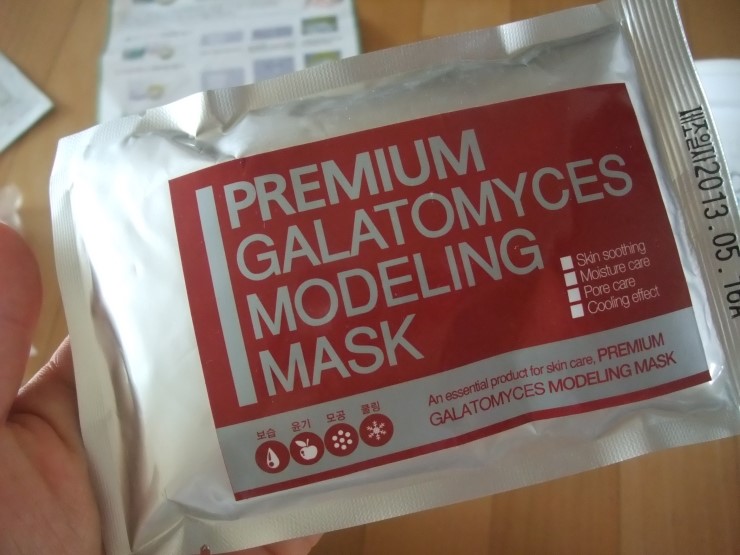 PREMIUM
GALATOMYCES
MODELING
MASK
Skin soothing
Moisture care
Pore care
Cooling effect
보습 윤기 모공 쿨링
An essential product for skin care, PREMIUM
GALATOMYCES MODELING MASK
제조일자2013.05.16A